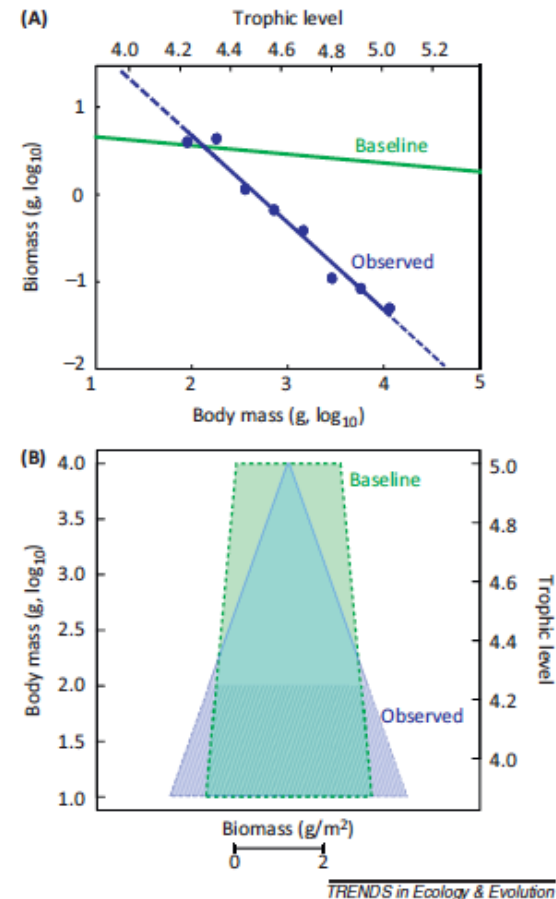 (A)
Trophic level
4.0 4.2 4.4 4.6 4.8 5.0 5.2
Biomass (g, log10)
1
0
−1
−2
Baseline
Observed
1 2 3 4 5
Body mass (g, log10)
(B)
Body mass (g, log10)
4.0
3.5
3.0
2.5
2.0
1.5
1.0
Baseline
Observed
5.0
4.8
4.6
4.4
4.2
4.0
Trophic level
Biomass (g/m2)
0 2
TRENDS in Ecology & Evolution